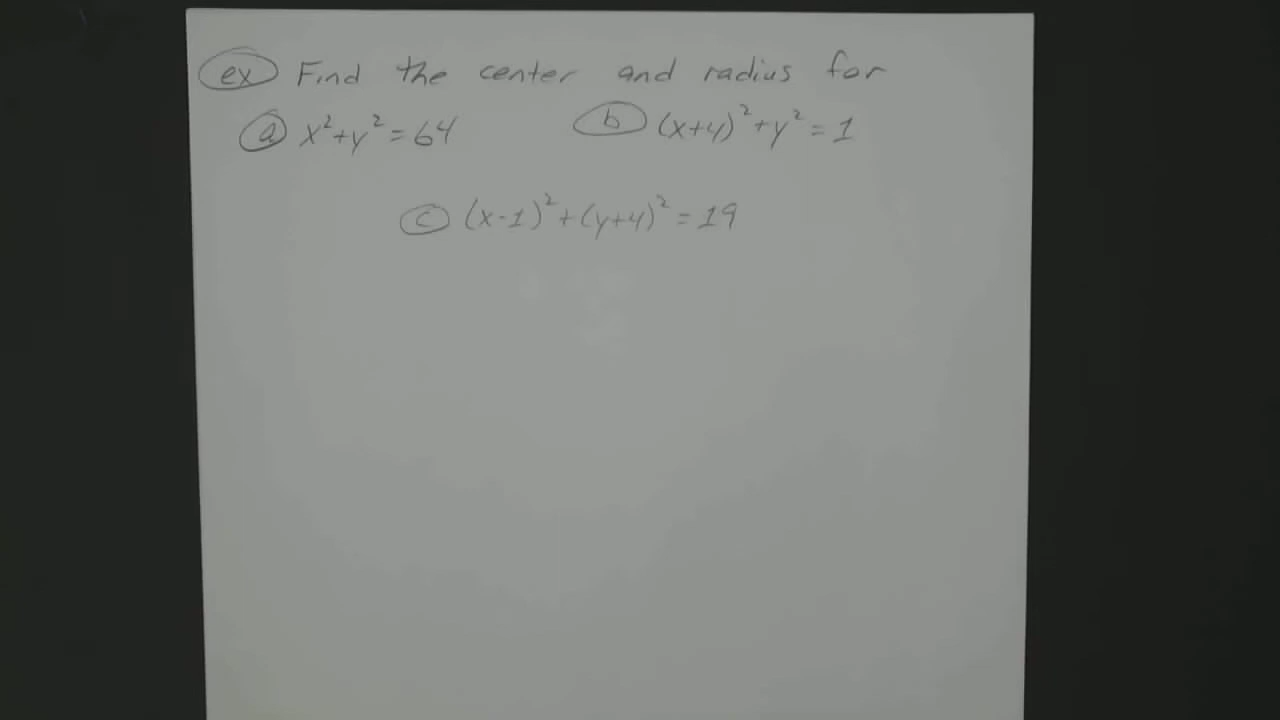 ex Find the center and radius for
a x²+y²=64 b (x+4)²+y²=1
c (x-1)²+(y+4)²=19